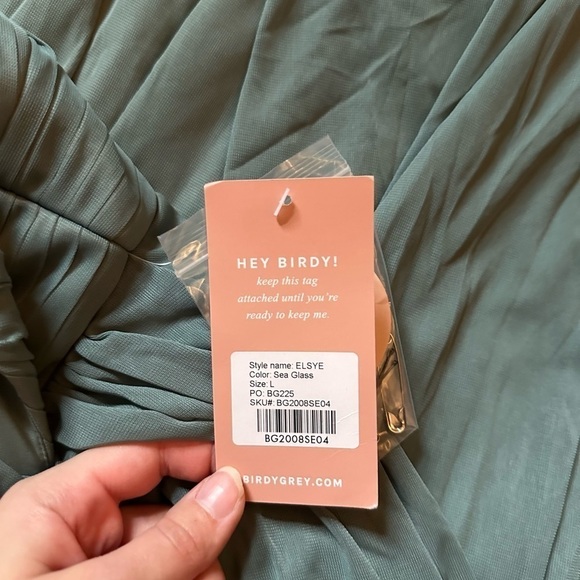 HEY BIRDY!
keep this tag
attached until you're
ready to keep me.
Style name: ELSYE
Color: Sea Glass
Size: L
PO: BG225
SKU#: BG2008SE04
BG2008SE04
BIRDYGREY.COM